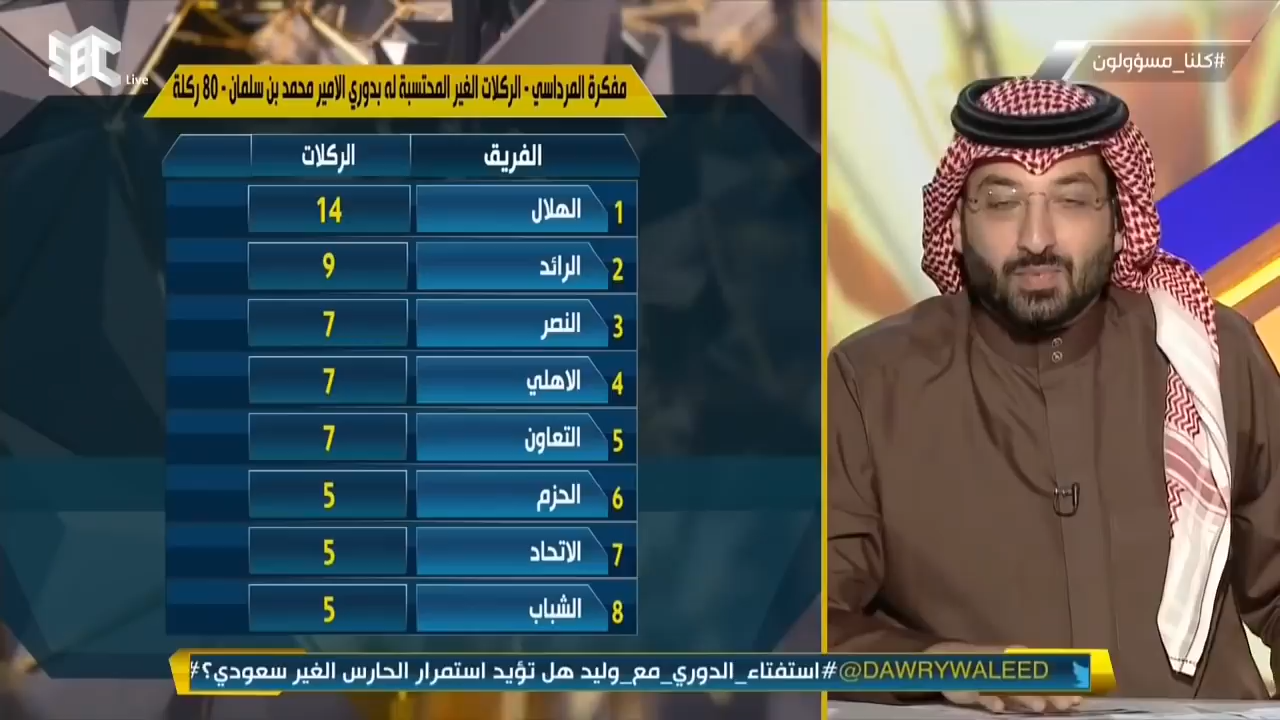 SBC Live
#كلنا_مسؤولون
مفكرة المرداسي - الركلات الغير المحتسبة له بدوري الامير محمد بن سلمان - 80 ركلة
الفريق الركلات
1 الهلال 14
2 الرائد 9
3 النصر 7
4 الاهلي 7
5 التعاون 7
6 الحزم 5
7 الاتحاد 5
8 الشباب 5
@DAWRYWALEED #استفتاء_الدوري_مع_وليد هل تؤيد استمرار الحارس الغير سعودي؟ #